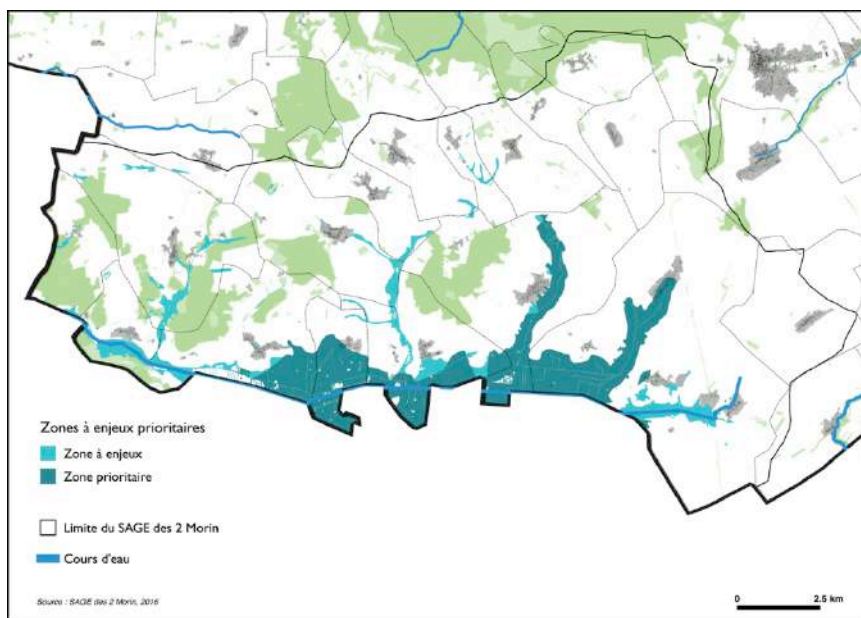 Zones à enjeux prioritaires
Zone à enjeux
Zone prioritaire
Limite du SAGE des 2 Morin
Cours d'eau
Source : SAGE des 2 Morin, 2016
0 2.5 km